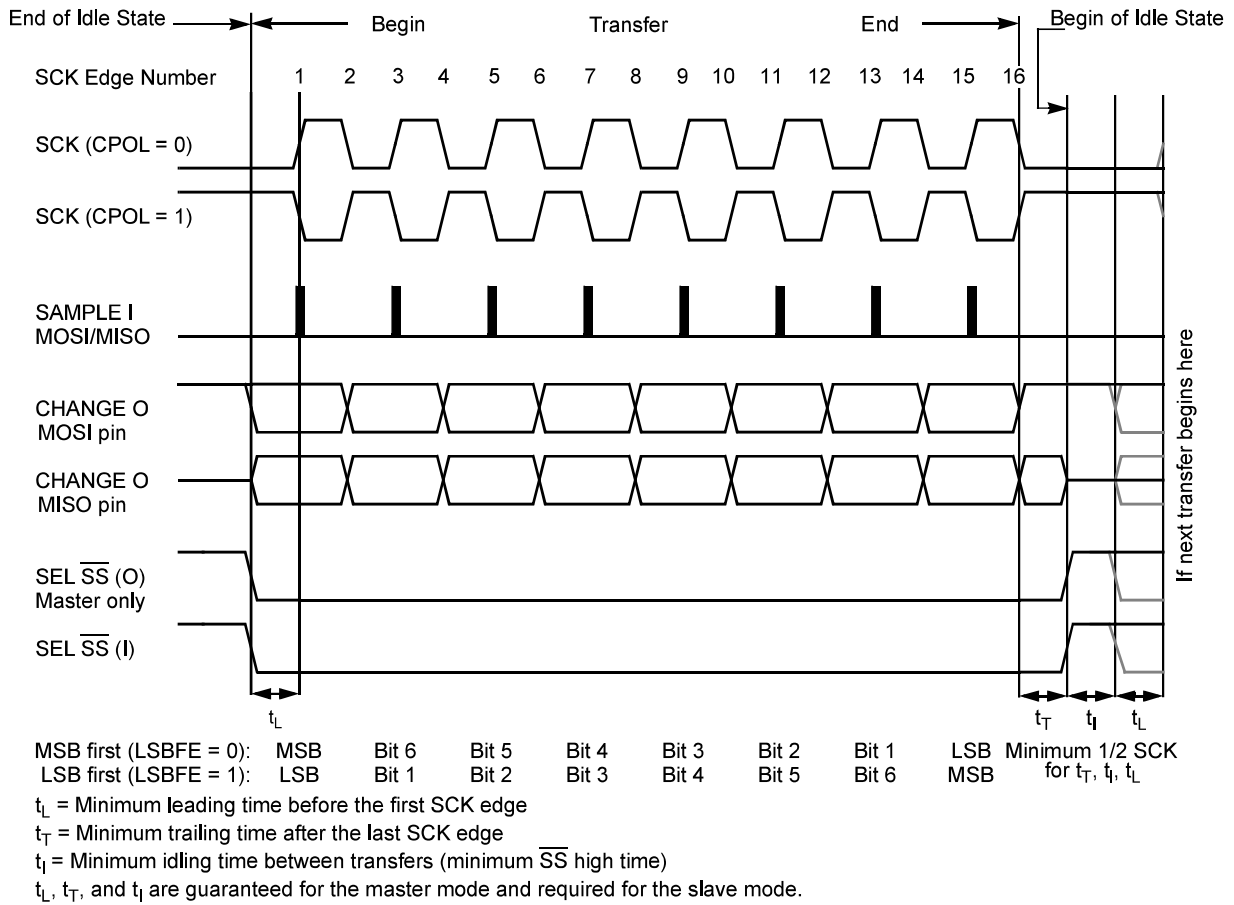 End of Idle State
Begin
Transfer
End
Begin of Idle State
SCK Edge Number
1 2 3 4 5 6 7 8 9 10 11 12 13 14 15 16
SCK (CPOL = 0)
SCK (CPOL = 1)
SAMPLE I
MOSI/MISO
CHANGE O
MOSI pin
CHANGE O
MISO pin
SEL SS (O)
Master only
SEL SS (I)
If next transfer begins here
tL
tT tI tL
MSB first (LSBFE = 0): MSB Bit 6 Bit 5 Bit 4 Bit 3 Bit 2 Bit 1 LSB Minimum 1/2 SCK
LSB first (LSBFE = 1): LSB Bit 1 Bit 2 Bit 3 Bit 4 Bit 5 Bit 6 MSB for tT, tI, tL
tL = Minimum leading time before the first SCK edge
tT = Minimum trailing time after the last SCK edge
tI = Minimum idling time between transfers (minimum SS high time)
tL, tT, and tI are guaranteed for the master mode and required for the slave mode.